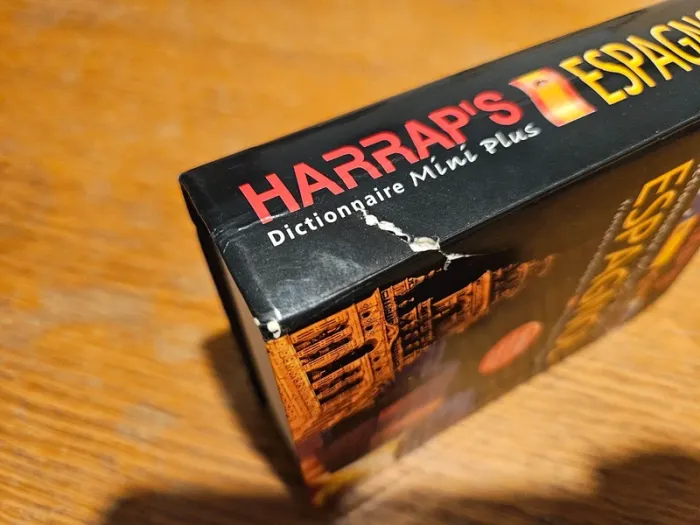 HARRAP'S
Dictionnaire Mini Plus
ESPAGN
ESPAGNOL